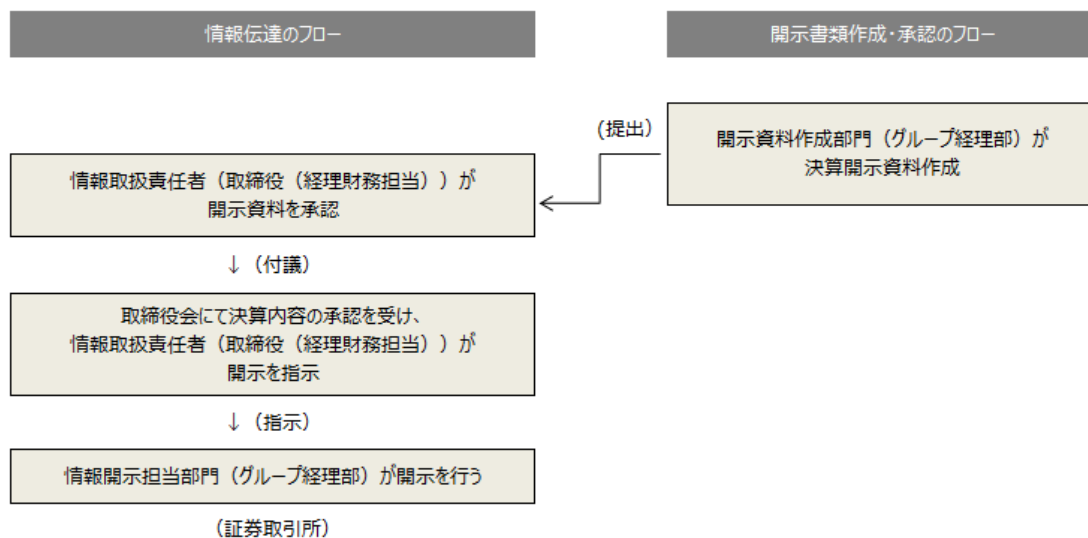 情報伝達のフロー
開示書類作成・承認のフロー
開示資料作成部門（グループ経理部）が
決算開示資料作成
（提出）
情報取扱責任者（取締役（経理財務担当））が
開示資料を承認
↓（付議）
取締役会にて決算内容の承認を受け、
情報取扱責任者（取締役（経理財務担当））が
開示を指示
↓（指示）
情報開示担当部門（グループ経理部）が開示を行う
（証券取引所）